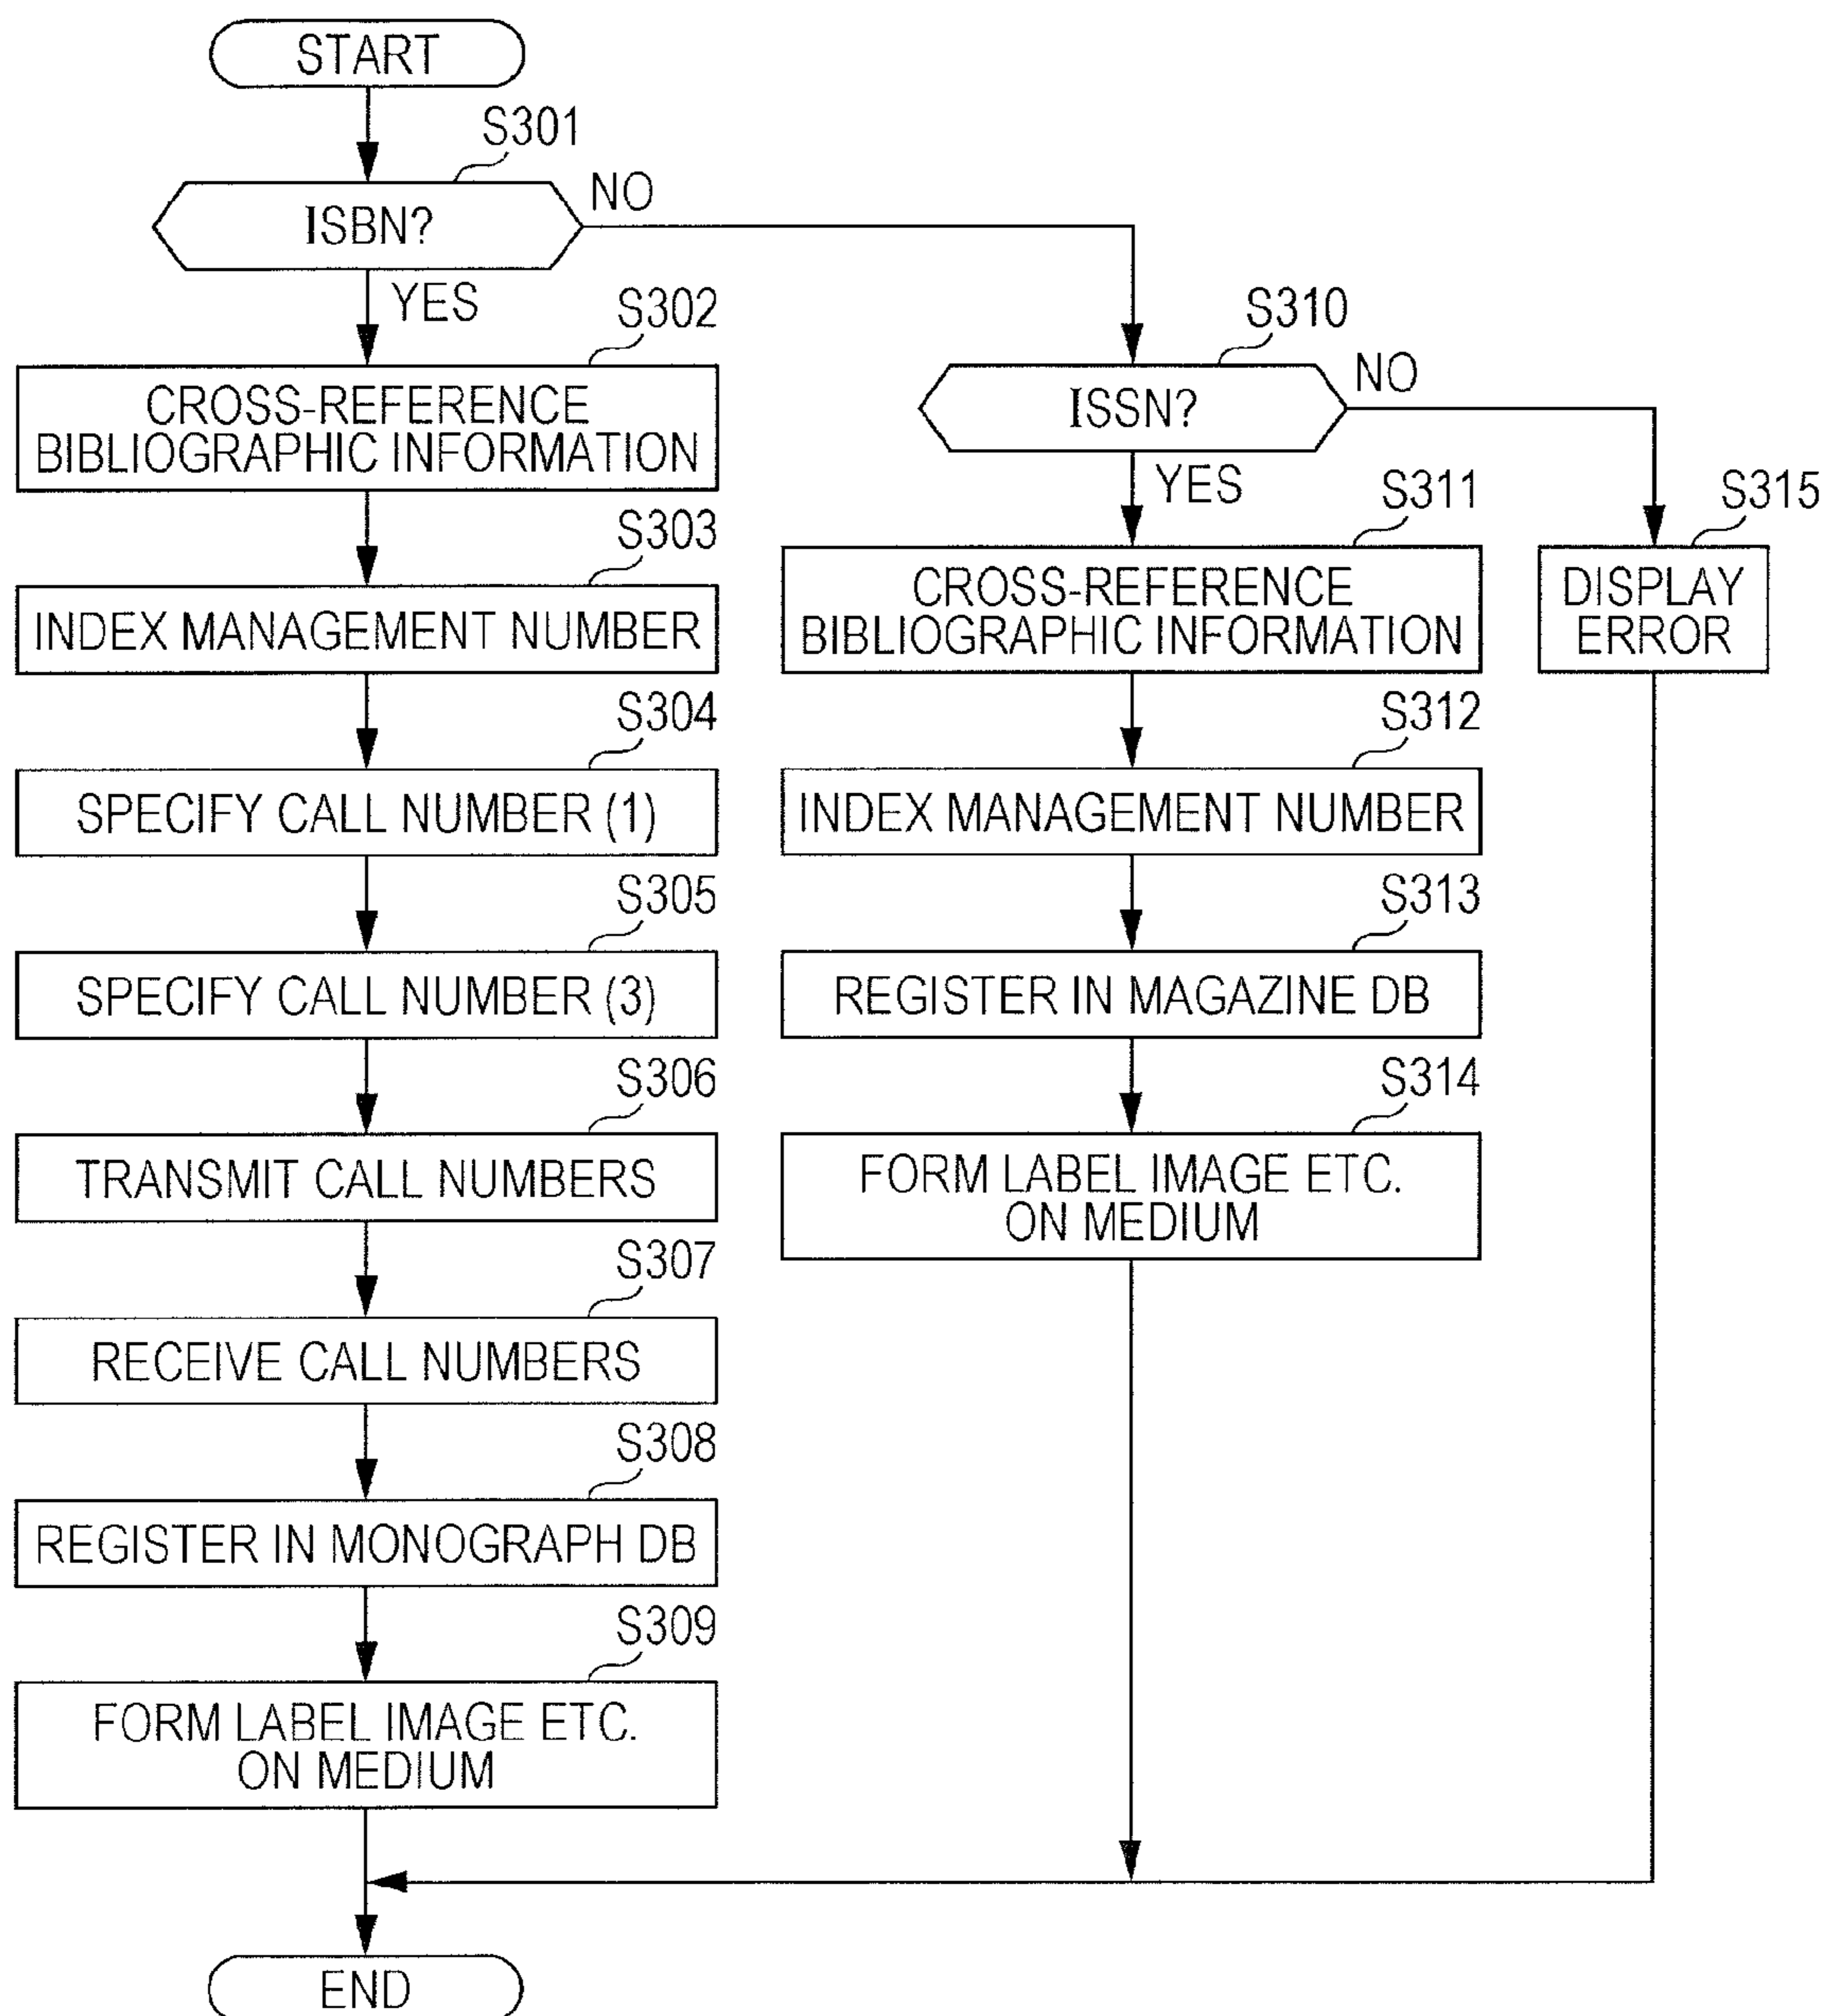 START
S301
ISBN?
NO
YES
S302
CROSS-REFERENCE
BIBLIOGRAPHIC INFORMATION
S303
INDEX MANAGEMENT NUMBER
S304
SPECIFY CALL NUMBER (1)
S305
SPECIFY CALL NUMBER (3)
S306
TRANSMIT CALL NUMBERS
S307
RECEIVE CALL NUMBERS
S308
REGISTER IN MONOGRAPH DB
S309
FORM LABEL IMAGE ETC.
ON MEDIUM
S310
ISSN?
NO
YES
S311
CROSS-REFERENCE
BIBLIOGRAPHIC INFORMATION
S312
INDEX MANAGEMENT NUMBER
S313
REGISTER IN MAGAZINE DB
S314
FORM LABEL IMAGE ETC.
ON MEDIUM
S315
DISPLAY
ERROR
END